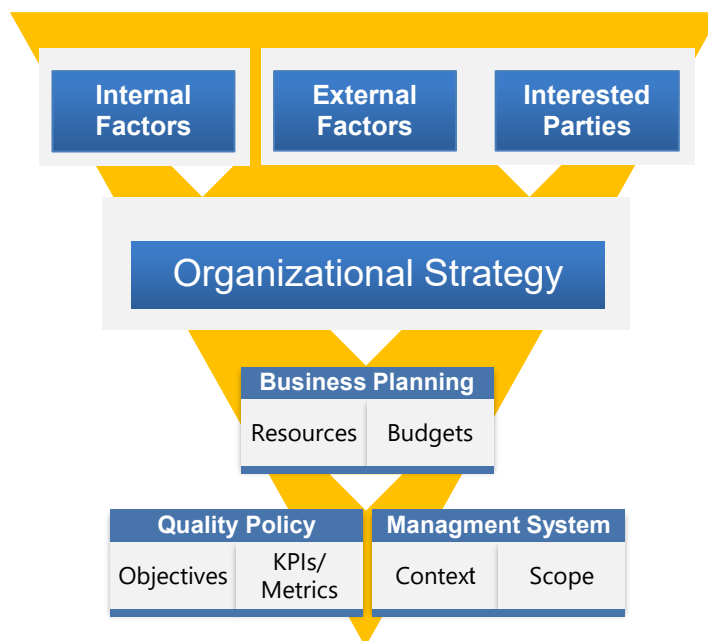 Internal
Factors
External
Factors
Interested
Parties
Organizational Strategy
Business Planning
Resources
Budgets
Quality Policy
Objectives
KPIs/
Metrics
Managment System
Context
Scope